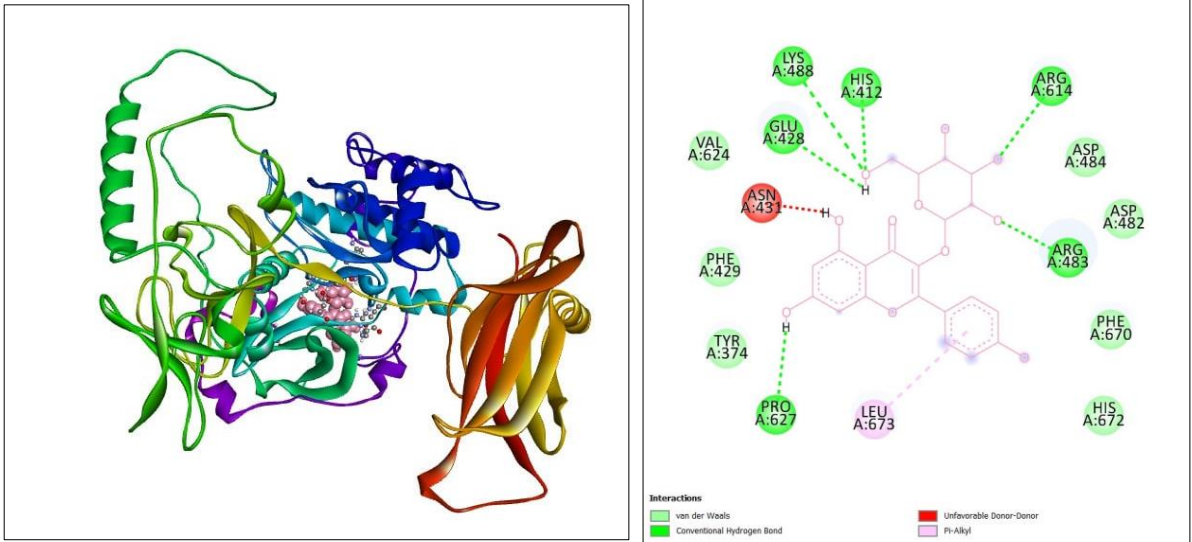 LYS
A:488
HIS
A:412
ARG
A:614
GLU
A:428
VAL
A:624
ASP
A:484
ASN
A:431
H
H
ASP
A:482
ARG
A:483
PHE
A:429
PHE
A:670
TYR
A:374
H
PRO
A:627
LEU
A:673
HIS
A:672
Interactions
van der Waals
Conventional Hydrogen Bond
Unfavorable Donor-Donor
Pi-Alkyl